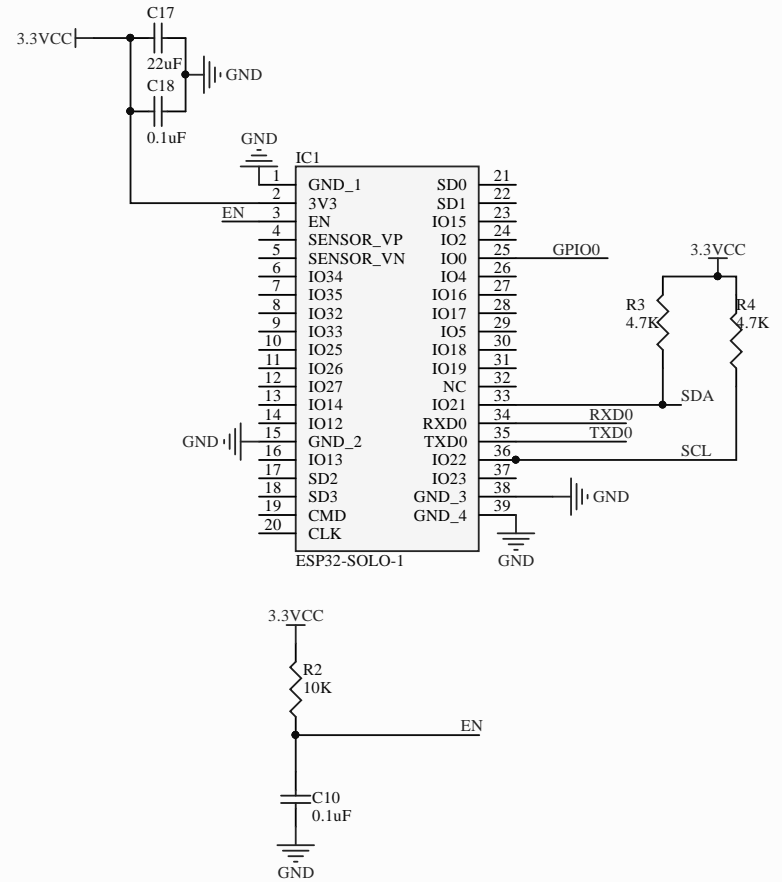 C17
3.3VCC
22uF
GND
C18
0.1uF
GND
IC1
1 GND_1 SD0 21
2 3V3 SD1 22
EN 3 EN IO15 23
4 SENSOR_VP IO2 24
5 SENSOR_VN IO0 25 GPIO0
6 IO34 IO4 26
7 IO35 IO16 27
8 IO32 IO17 28
9 IO33 IO5 29
10 IO25 IO18 30
11 IO26 IO19 31
12 IO27 NC 32
13 IO14 IO21 33 SDA
14 IO12 RXD0 34 RXD0
GND 15 GND_2 TXD0 35 TXD0
16 IO13 IO22 36 SCL
17 SD2 IO23 37
18 SD3 GND_3 38 GND
19 CMD GND_4 39
20 CLK
ESP32-SOLO-1
GND
3.3VCC
R3
4.7K
R4
4.7K
3.3VCC
R2
10K
EN
C10
0.1uF
GND